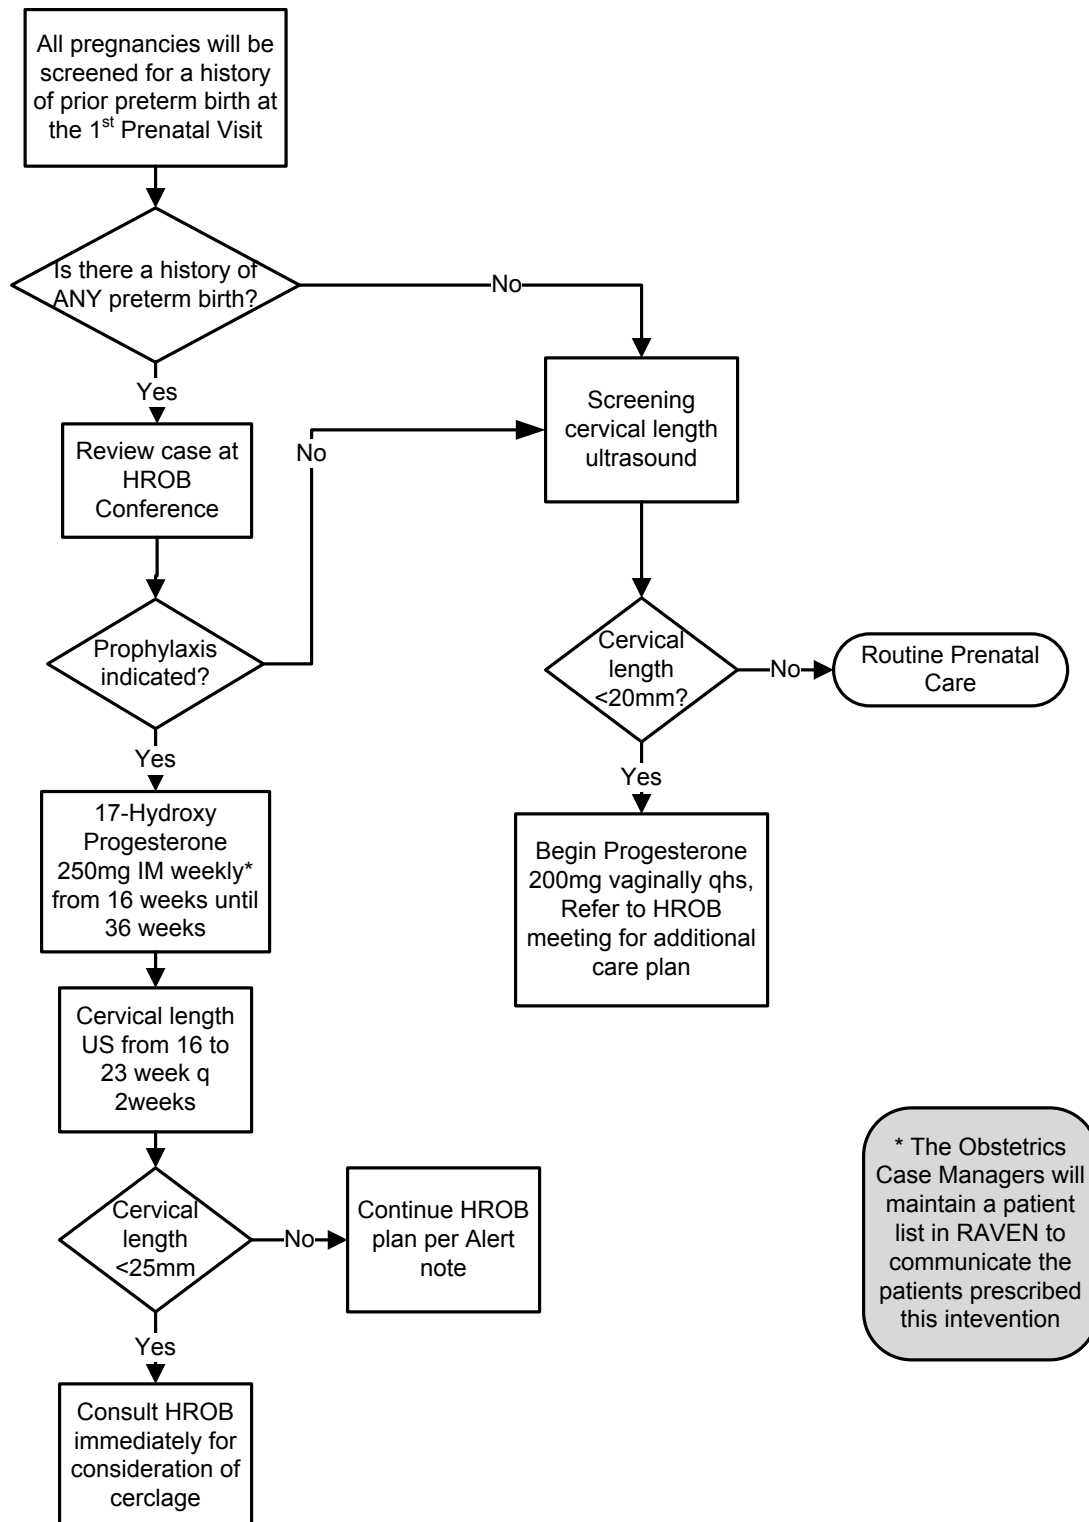 All pregnancies will be
screened for a history
of prior preterm birth at
the 1st Prenatal Visit
Is there a history of
ANY preterm birth?
No
Yes
Review case at
HROB
Conference
No
Screening
cervical length
ultrasound
Prophylaxis
indicated?
Cervical
length
<20mm?
No
Routine Prenatal
Care
Yes
Yes
17-Hydroxy
Progesterone
250mg IM weekly*
from 16 weeks until
36 weeks
Begin Progesterone
200mg vaginally qhs,
Refer to HROB
meeting for additional
care plan
Cervical length
US from 16 to
23 week q
2weeks
Cervical
length
<25mm
No
Continue HROB
plan per Alert
note
Yes
Consult HROB
immediately for
consideration of
cerclage
* The Obstetrics
Case Managers will
maintain a patient
list in RAVEN to
communicate the
patients prescribed
this intevention